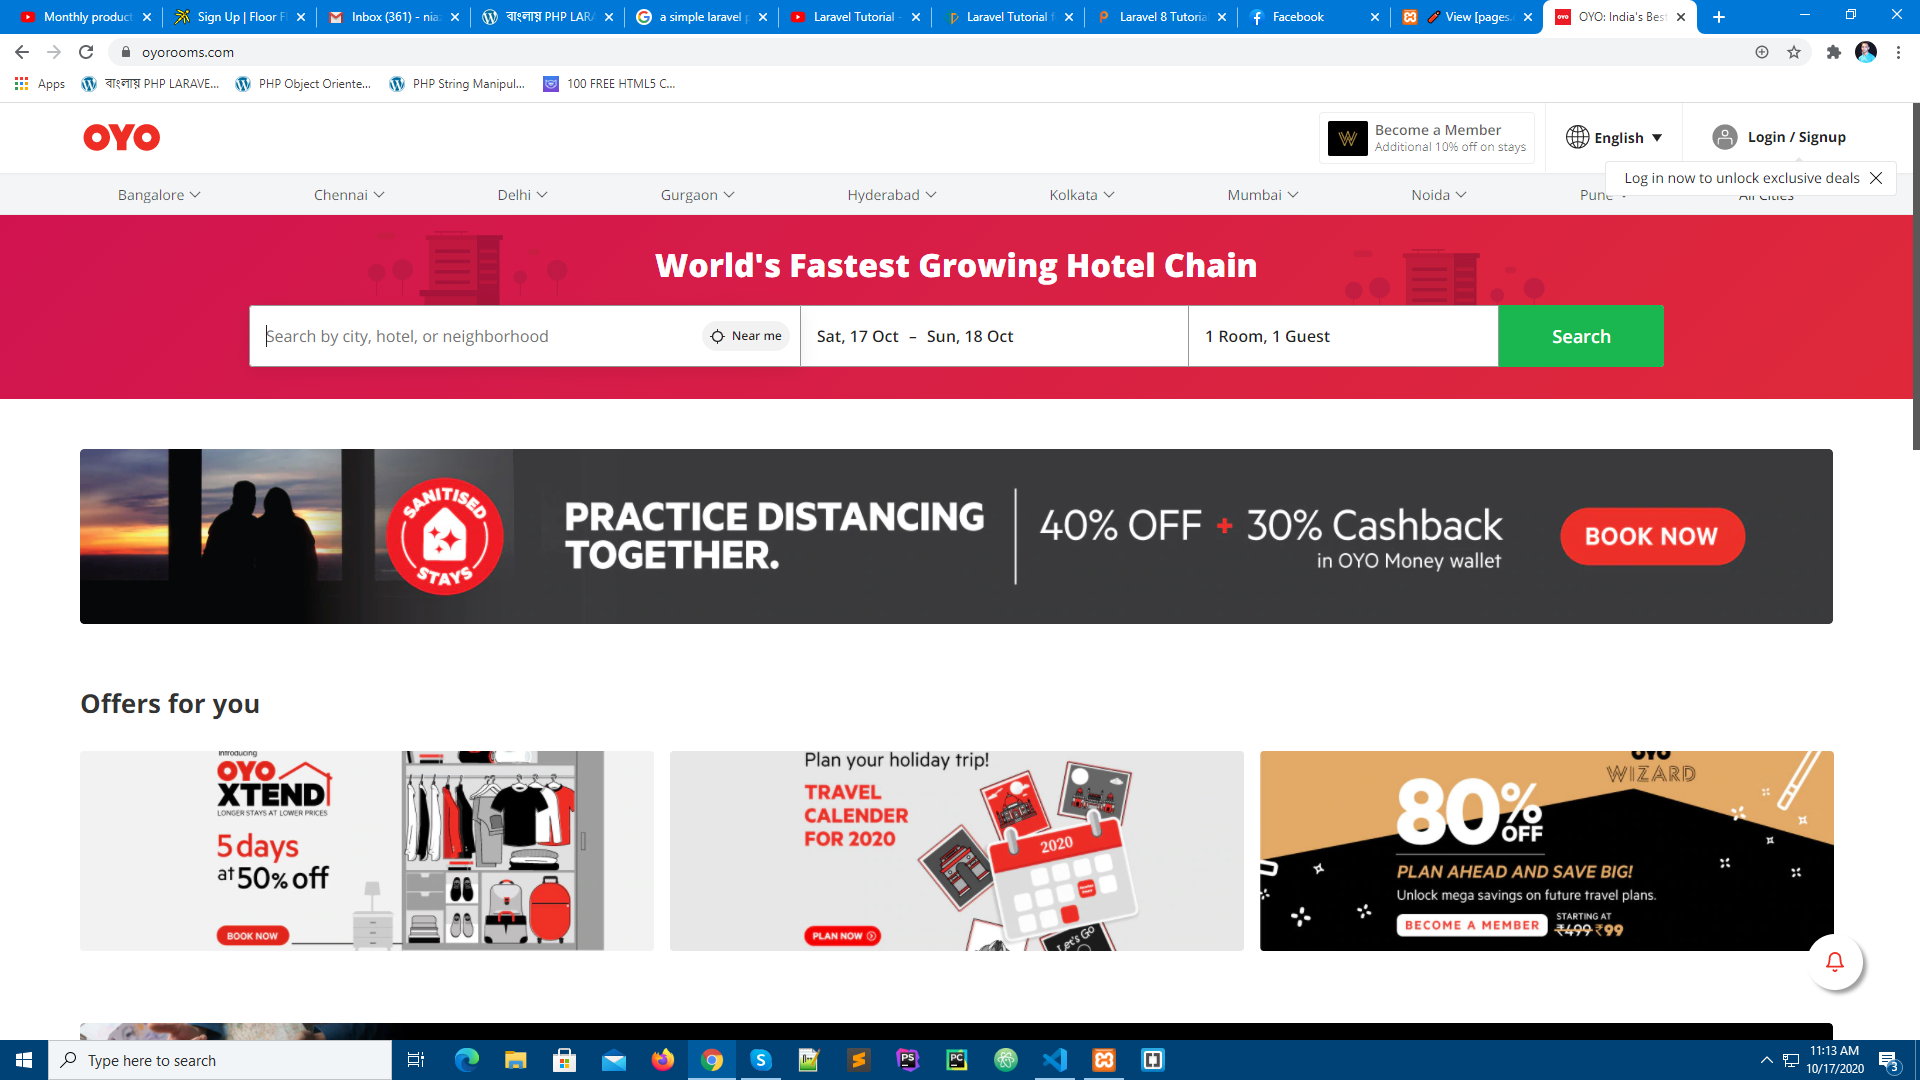 Monthly product
Sign Up | Floor F
Inbox (361) - nia
বাংলায় PHP LARA
a simple laravel p
Laravel Tutorial -
Laravel Tutorial f
Laravel 8 Tutoria
Facebook
View [pages.
OYO: India's Best
oyorooms.com
Apps
বাংলায় PHP LARAVE...
PHP Object Oriente...
PHP String Manipul...
100 FREE HTML5 C...
OYO
W
Become a Member
Additional 10% off on stays
English
Login / Signup
Log in now to unlock exclusive deals
Bangalore
Chennai
Delhi
Gurgaon
Hyderabad
Kolkata
Mumbai
Noida
Pune
All Cities
World's Fastest Growing Hotel Chain
Search by city, hotel, or neighborhood
Near me
Sat, 17 Oct – Sun, 18 Oct
1 Room, 1 Guest
Search
SANITISED
STAYS
PRACTICE DISTANCING
TOGETHER.
40% OFF + 30% Cashback
in OYO Money wallet
BOOK NOW
Offers for you
Introducing
OYO
XTEND
LONGER STAYS AT LOWER PRICES
5 days
at 50% off
BOOK NOW
Plan your holiday trip!
TRAVEL
CALENDER
FOR 2020
PLAN NOW
2020
Let's Go
OYO
WIZARD
80% OFF
PLAN AHEAD AND SAVE BIG!
Unlock mega savings on future travel plans.
BECOME A MEMBER
STARTING AT
₹499 ₹99
Type here to search
11:13 AM
10/17/2020
3